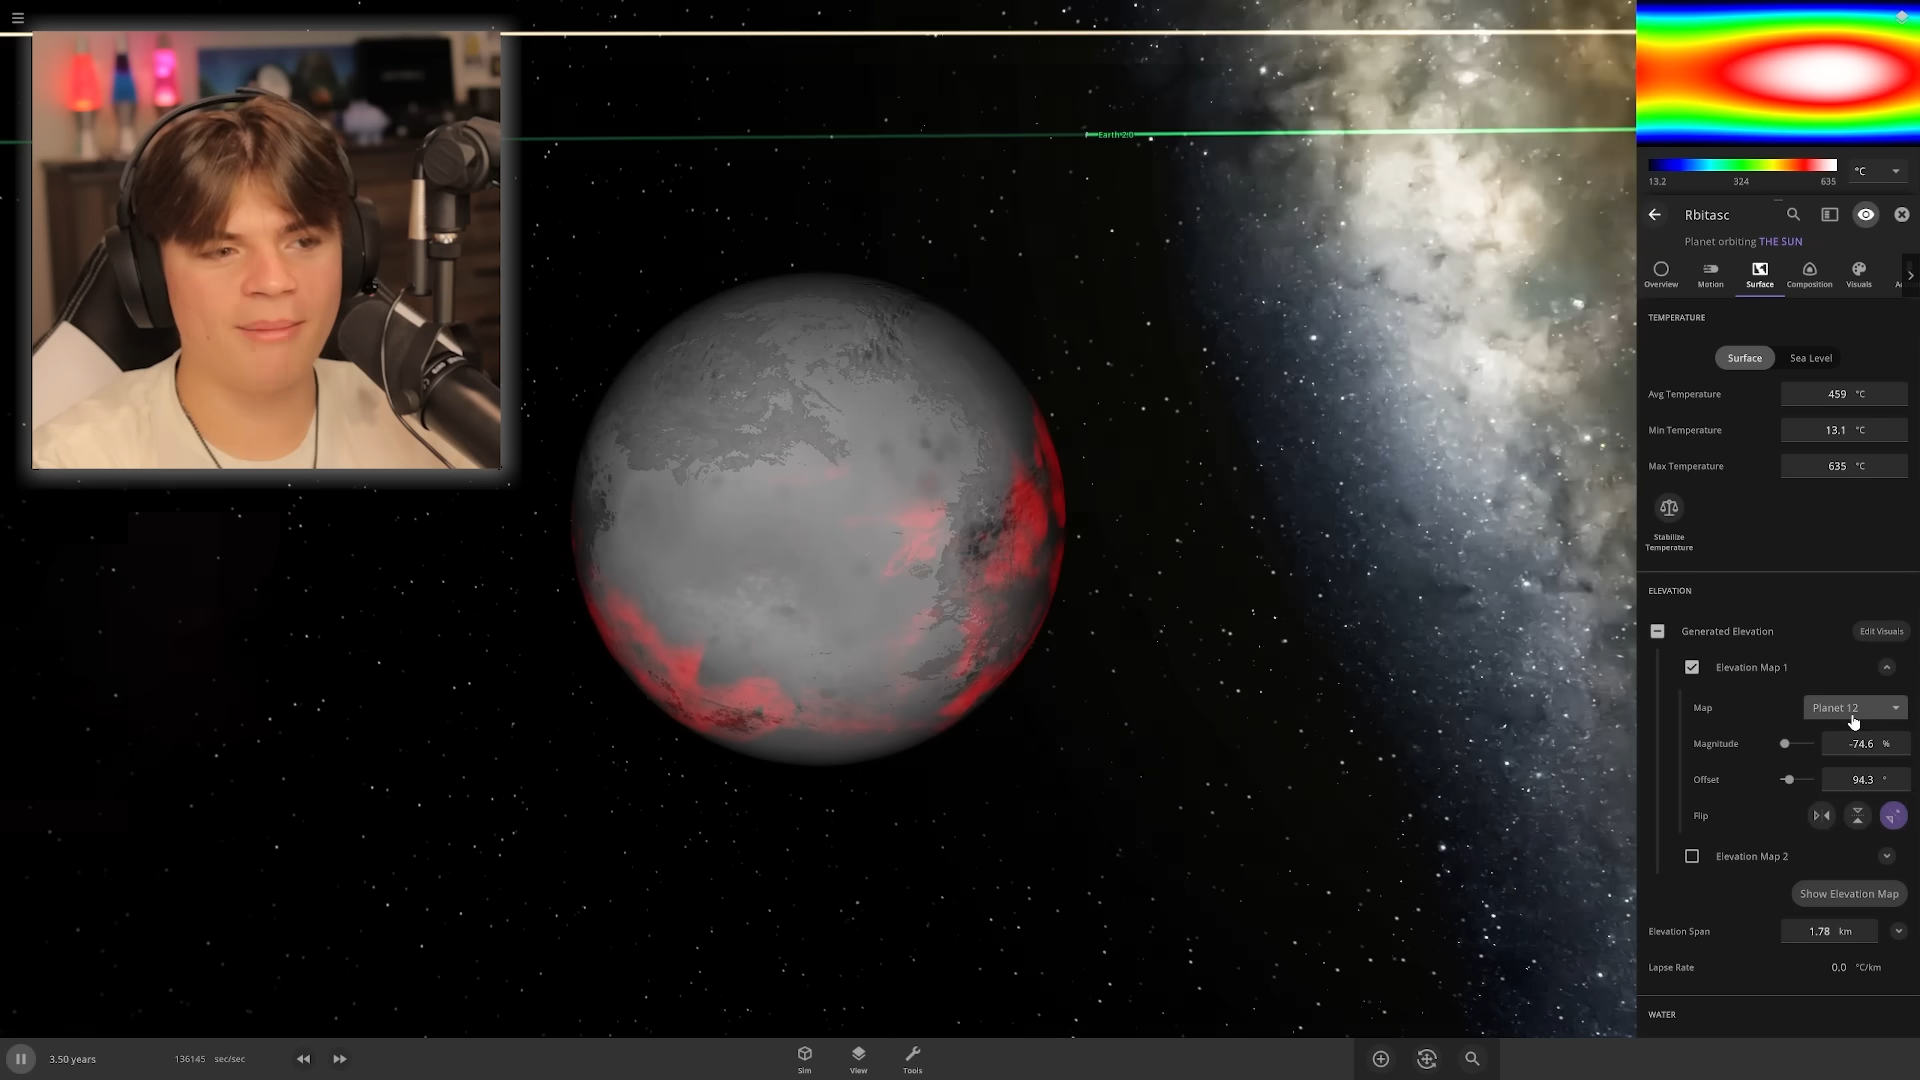 Earth 2.0
°C
13.2 324 635
Rbitasc
Planet orbiting THE SUN
Overview Motion Surface Composition Visuals
TEMPERATURE
Surface Sea Level
Avg Temperature 459 °C
Min Temperature 13.1 °C
Max Temperature 635 °C
Stabilize
Temperature
ELEVATION
Generated Elevation Edit Visuals
Elevation Map 1
Map Planet 12
Magnitude -74.6 %
Offset 94.3 °
Flip
Elevation Map 2
Show Elevation Map
Elevation Span 1.78 km
Lapse Rate 0.0 °C/km
WATER
3.50 years 136145 sec/sec
Sim View Tools